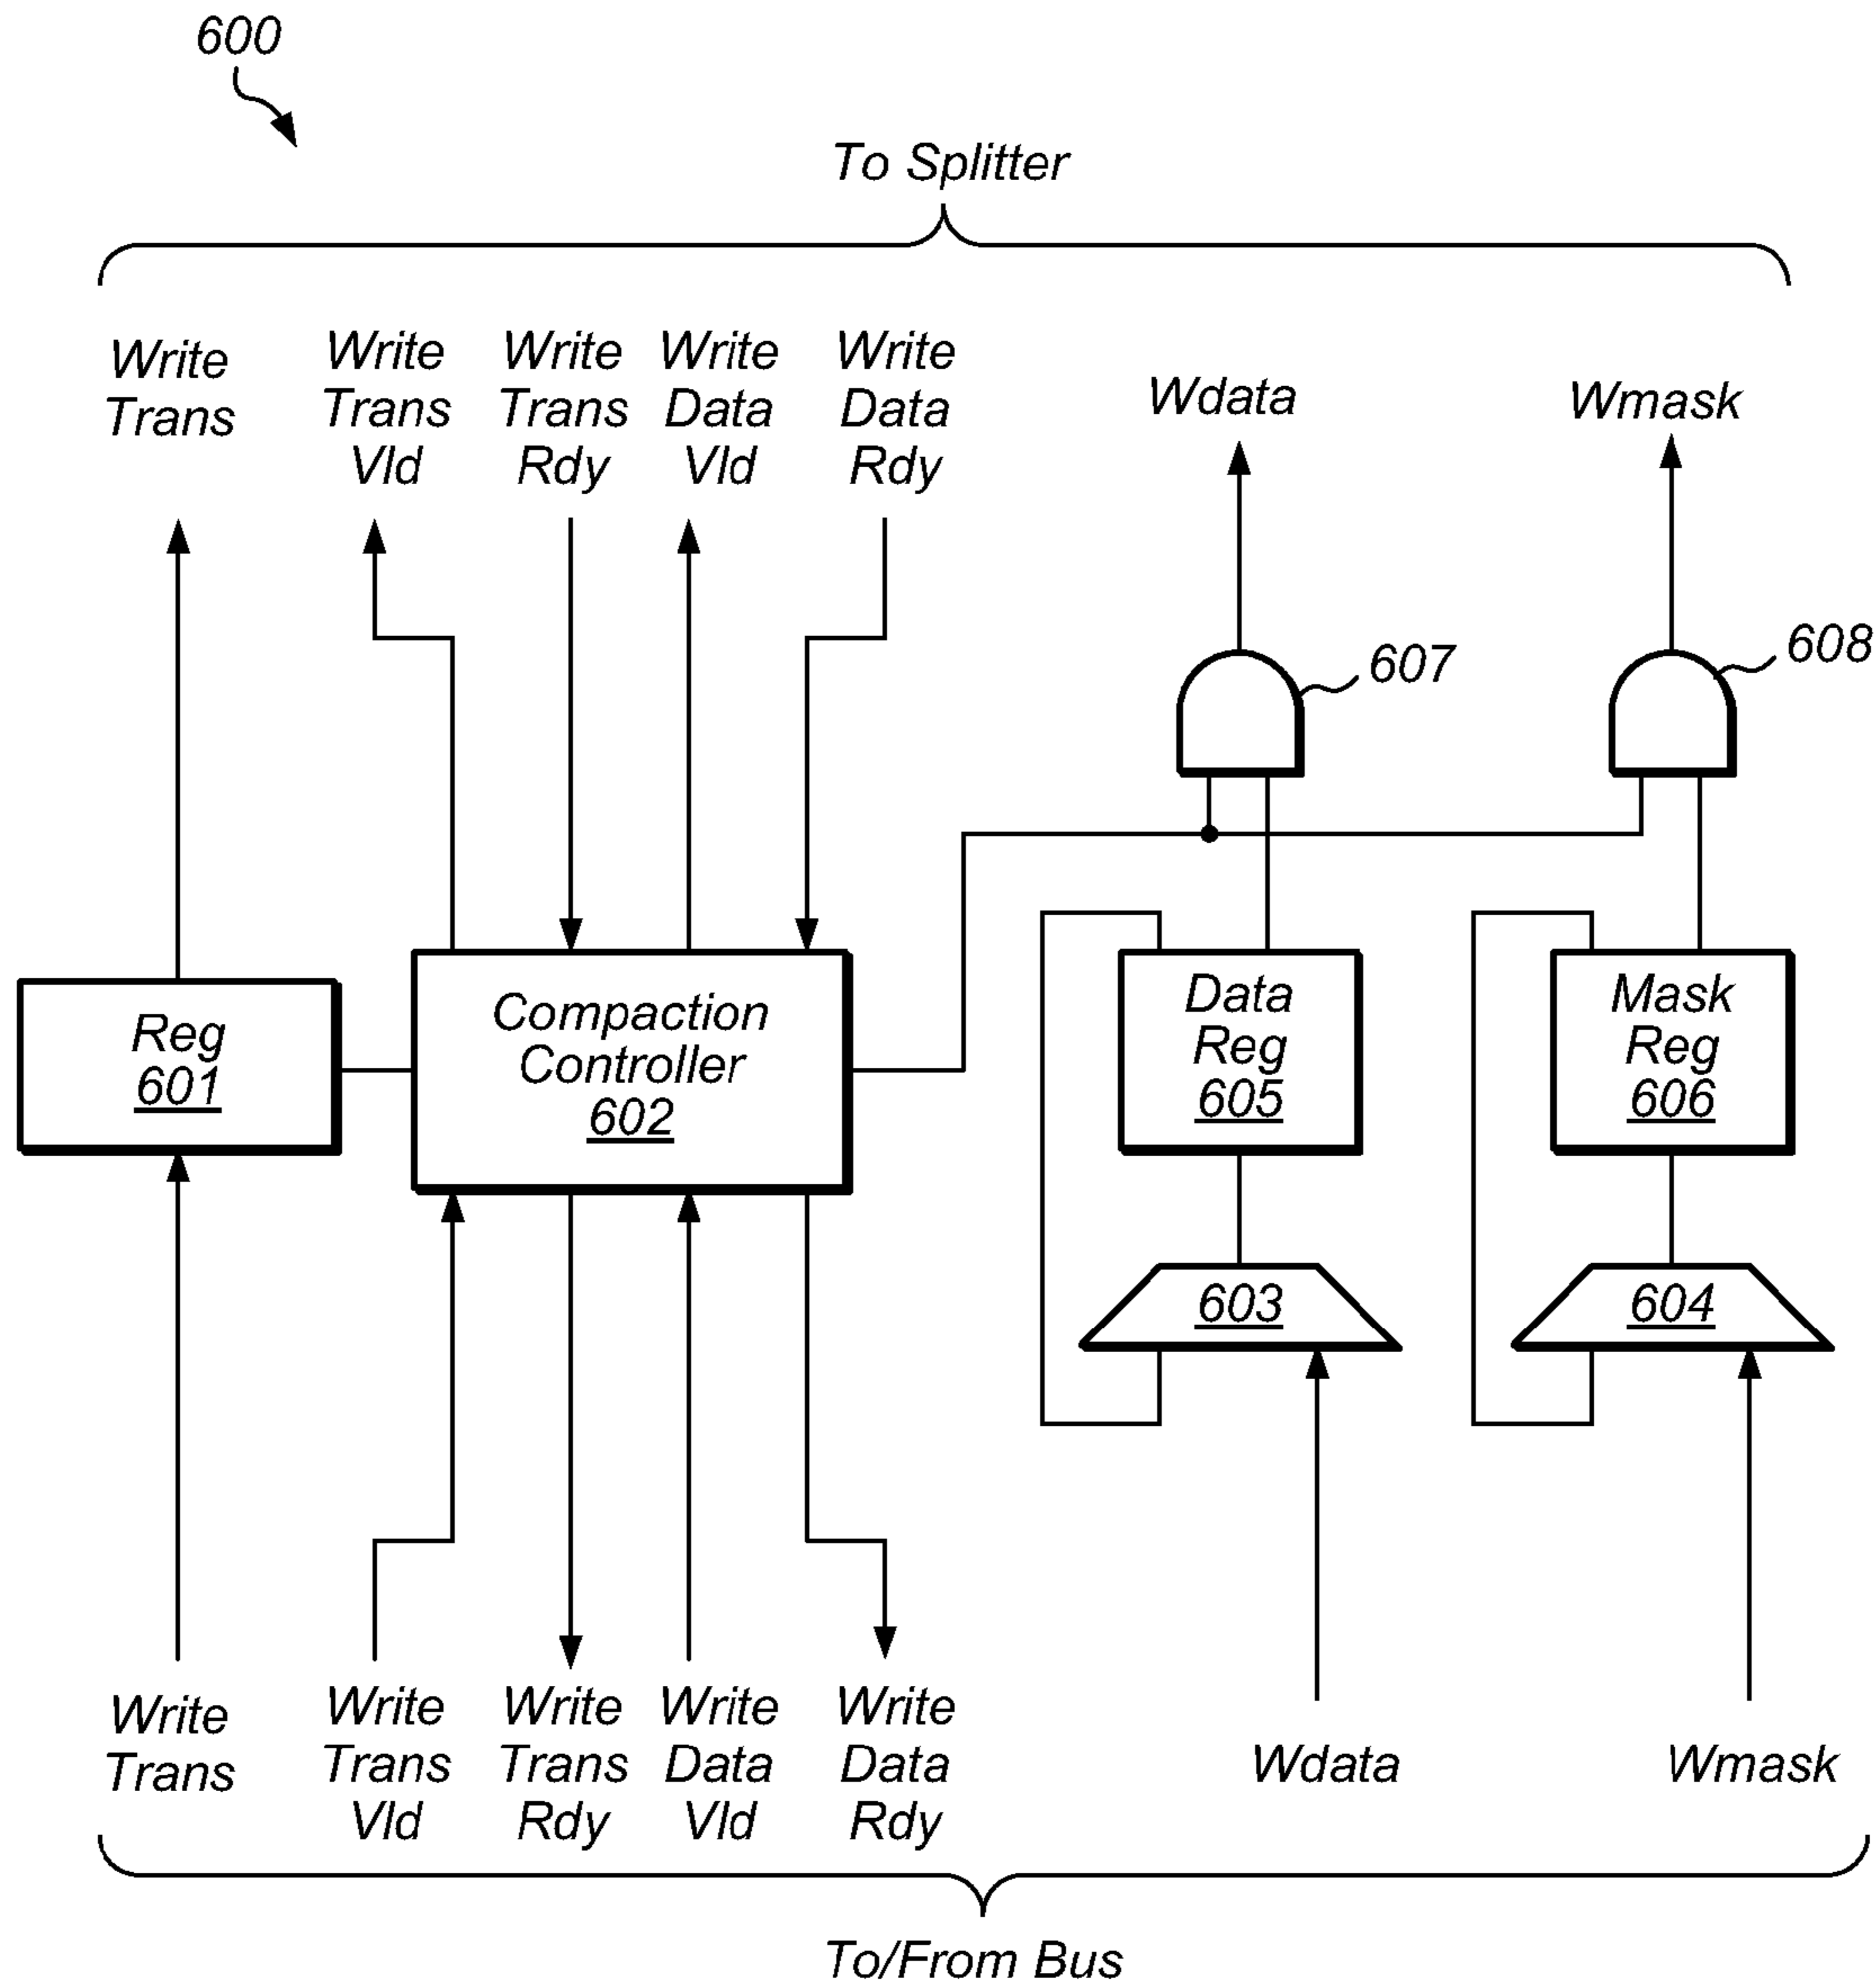 600
To Splitter
Write
Trans
Write
Trans
Vld
Write
Trans
Rdy
Write
Data
Vld
Write
Data
Rdy
Wdata
Wmask
607
608
Reg
601
Compaction
Controller
602
Data
Reg
605
Mask
Reg
606
603
604
Write
Trans
Write
Trans
Vld
Write
Trans
Rdy
Write
Data
Vld
Write
Data
Rdy
Wdata
Wmask
To/From Bus